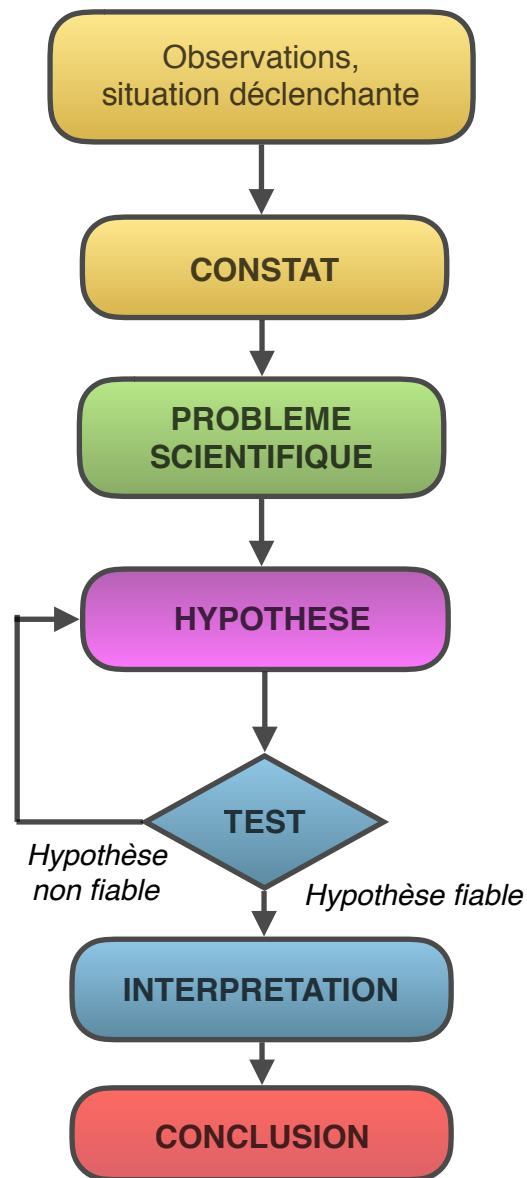 Observations,
situation déclenchante
CONSTAT
PROBLEME
SCIENTIFIQUE
HYPOTHESE
TEST
Hypothèse
non fiable
Hypothèse fiable
INTERPRETATION
CONCLUSION